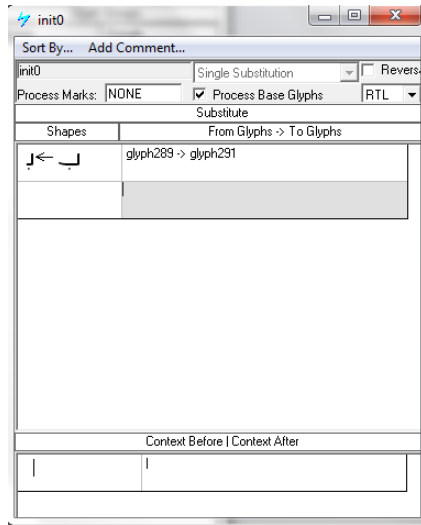 init0
Sort By... Add Comment...
init0 Single Substitution Revers
Process Marks: NONE Process Base Glyphs RTL
Substitute
Shapes From Glyphs -> To Glyphs
ﺑ ← ﺐ glyph289 -> glyph291
Context Before | Context After